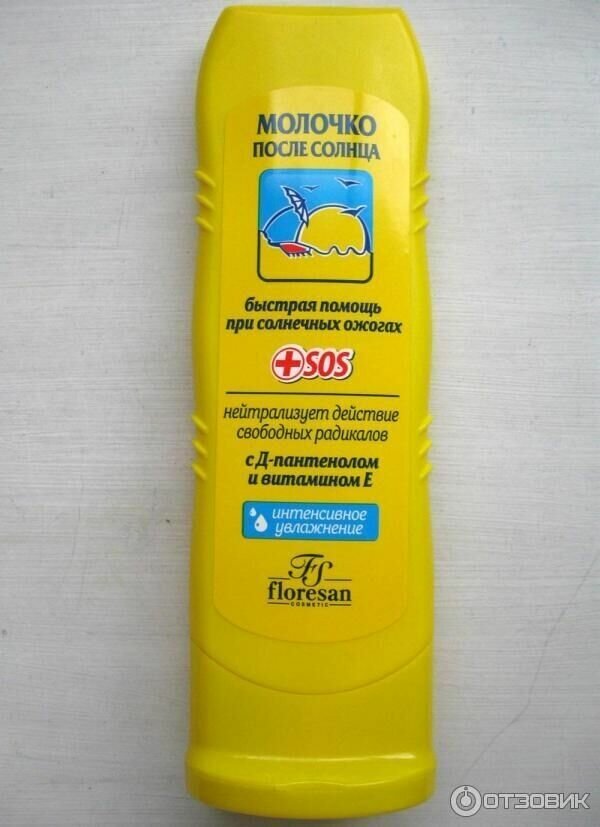 МОЛОЧКО
ПОСЛЕ СОЛНЦА
быстрая помощь
при солнечных ожогах
SOS
нейтрализует действие
свободных радикалов
с Д-пантенолом
и витамином Е
интенсивное
увлажнение
FS
floresan
COSMETIC
ОТЗОВИК